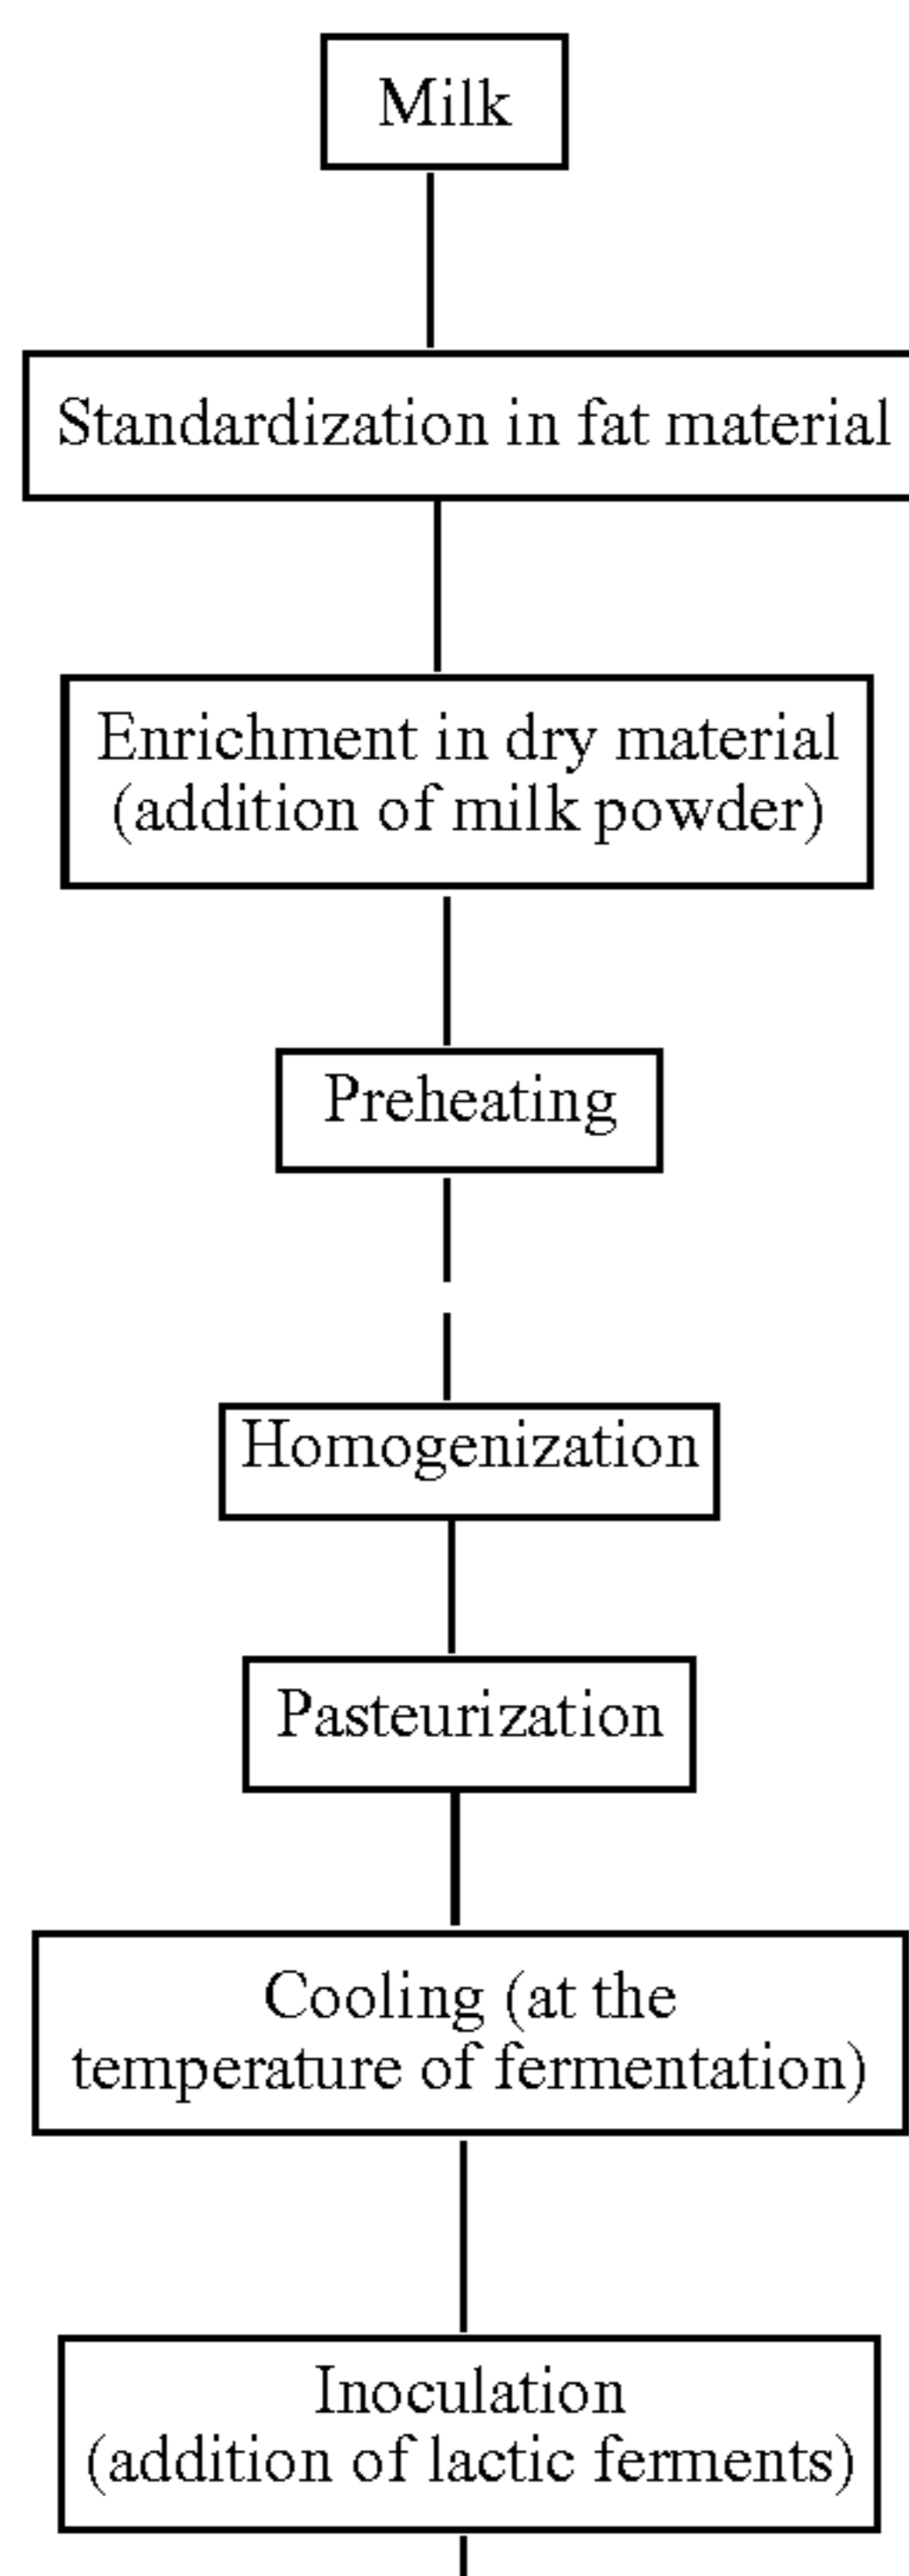 Milk
Standardization in fat material
Enrichment in dry material
(addition of milk powder)
Preheating
Homogenization
Pasteurization
Cooling (at the
temperature of fermentation)
Inoculation
(addition of lactic ferments)